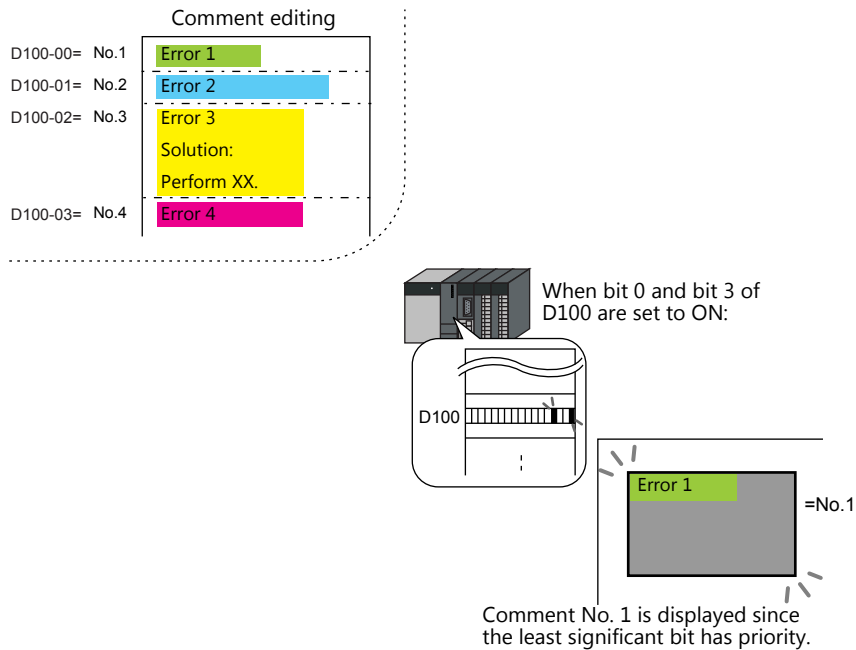 Comment editing
D100-00= No.1 Error 1
D100-01= No.2 Error 2
D100-02= No.3 Error 3
Solution:
Perform XX.
D100-03= No.4 Error 4
When bit 0 and bit 3 of
D100 are set to ON:
D100
Error 1
=No.1
Comment No. 1 is displayed since
the least significant bit has priority.